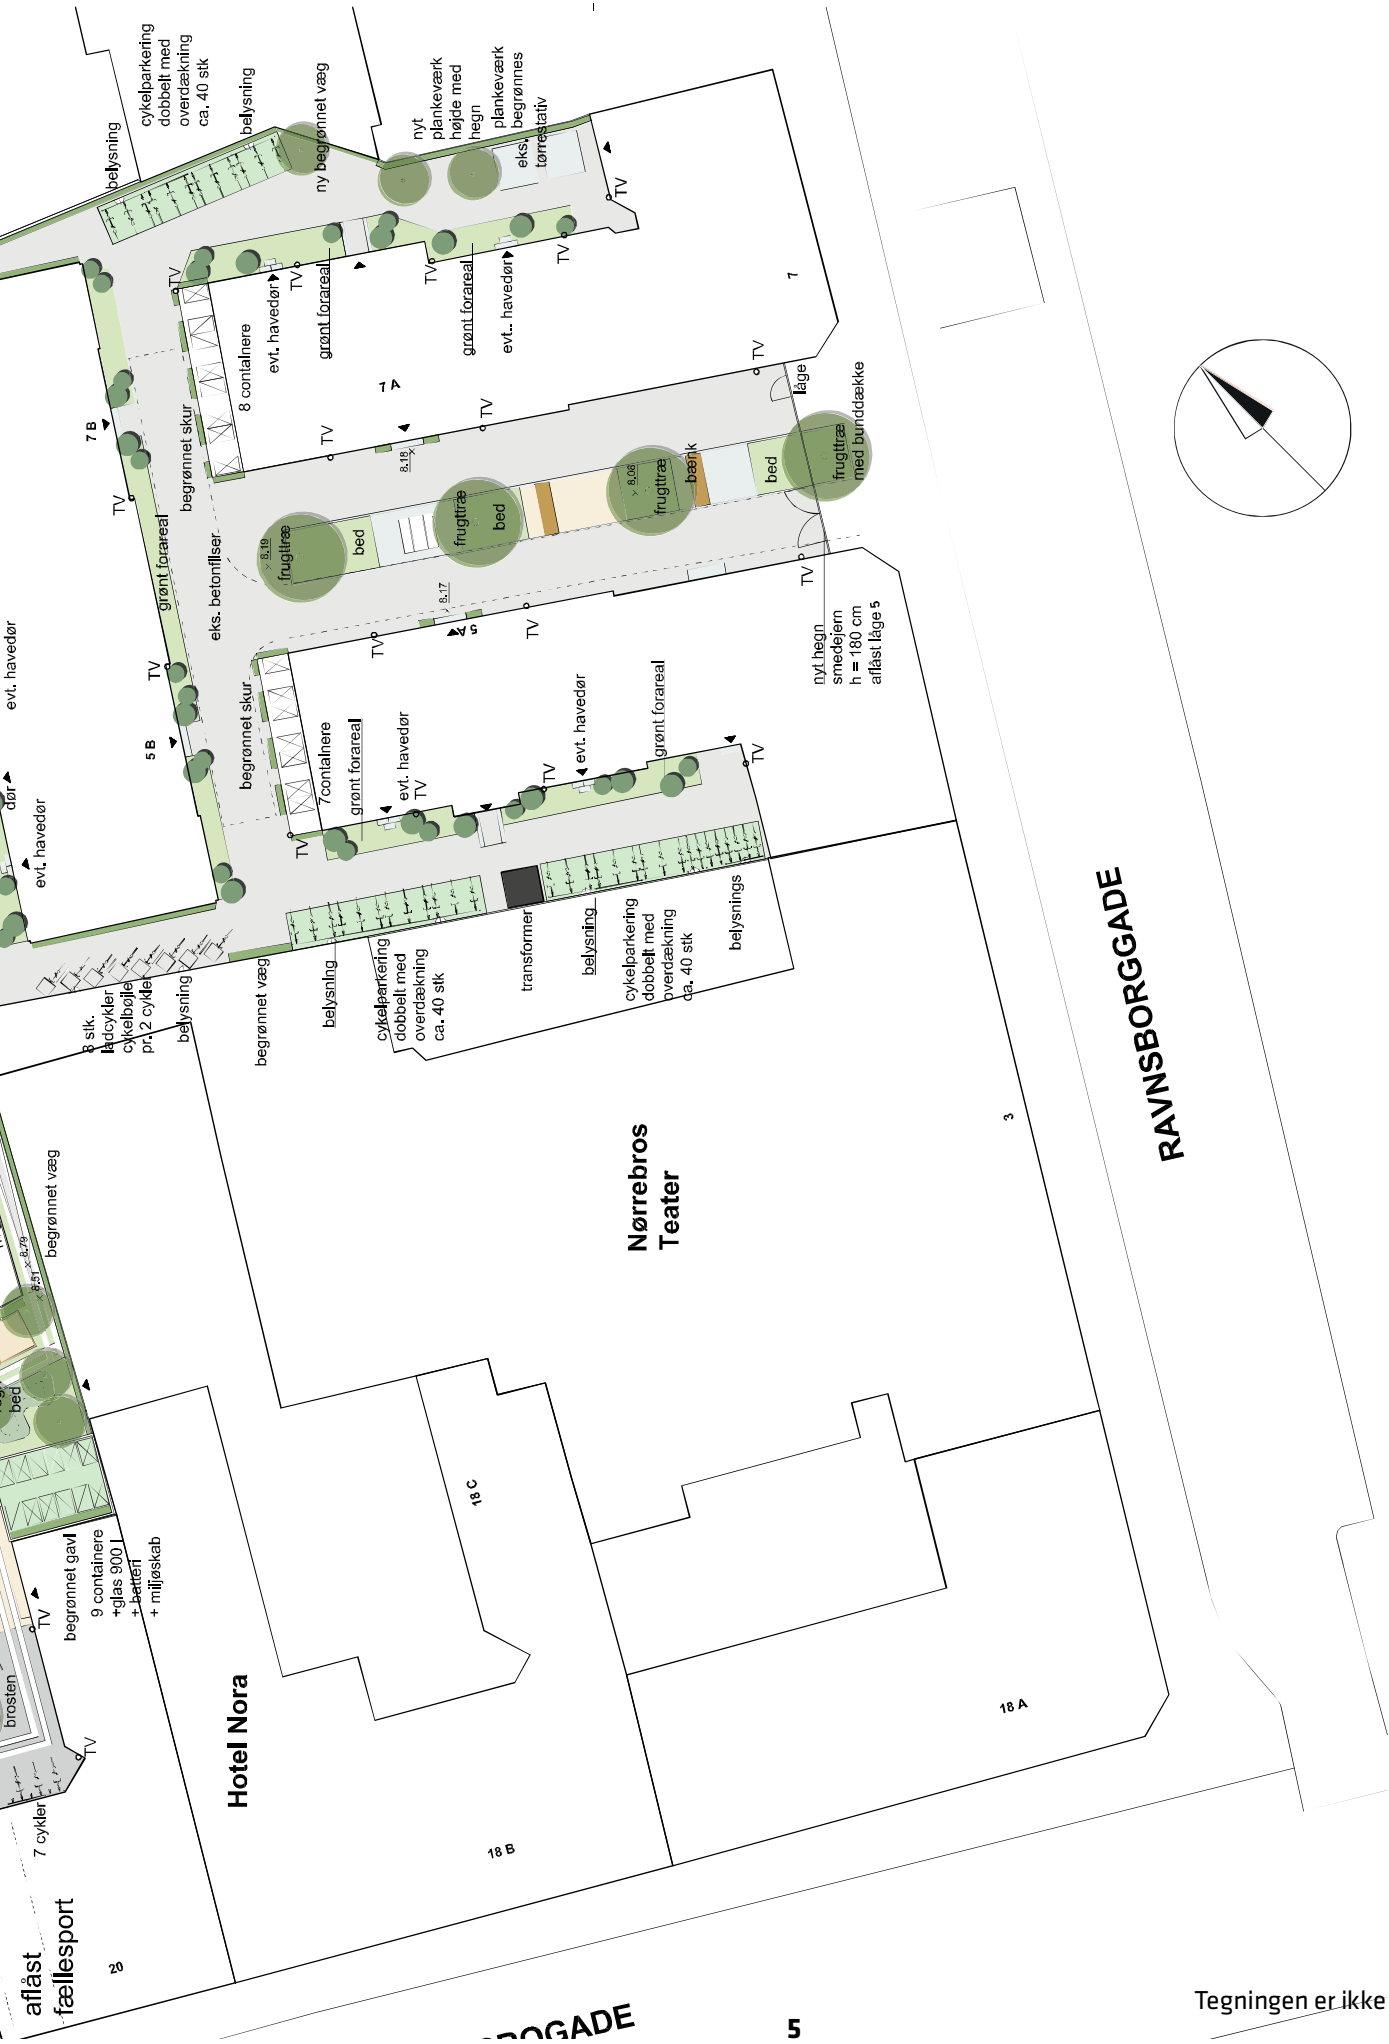 cykelparkering
dobbelt med
overdækning
ca. 40 stk
belysning
belysning
ny begrønnet væg
nyt
plankeværk
højde med
hegn
plankeværk
begrønnes
eks.
tørrestativ
TV
TV
TV
TV
TV
evt. havedør
grønt forareal
grønt forareal
evt.. havedør
8 containere
begrønnet skur
7 B
7 A
7
TV
TV
TV
TV
låge
8.18
frugttræ
med bunddække
bed
bænk
frugttræ
8.08
bed
frugttræ
bed
frugttræ
8.19
grønt forareal
eks. betonfliser
TV
8.17
5 A
TV
TV
TV
nyt hegn
smedejern
h = 180 cm
aflåst låge 5
evt. havedør
dør
evt. havedør
5 B
TV
begrønnet skur
7containere
grønt forareal
evt. havedør
TV
TV
evt. havedør
TV
grønt forareal
TV
8 stk.
ladcykler
cykelbøjle
pr. 2 cykler
belysning
begrønnet væg
belysning
cykelparkering
dobbelt med
overdækning
ca. 40 stk
transformer
belysning
cykelparkering
dobbelt med
overdækning
ca. 40 stk
belysnings
RAVNSBORGGADE
3
Nørrebros
Teater
begrønnet væg
8.79
8.51
bed
begrønnet gavl
9 containere
+glas 900 l
+ batteri
+ miljøskab
TV
brosten
TV
7 cykler
Hotel Nora
18 C
18 A
18 B
20
aflåst
fællesport
OGADE
Tegningen er ikke
5